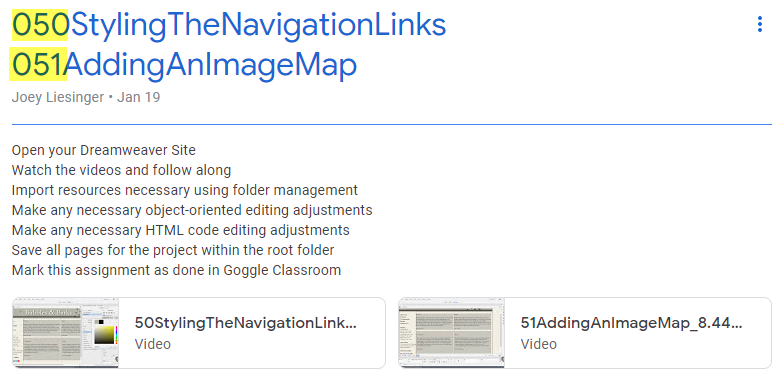 050StylingTheNavigationLinks
051AddingAnImageMap
Joey Liesinger • Jan 19
Open your Dreamweaver Site
Watch the videos and follow along
Import resources necessary using folder management
Make any necessary object-oriented editing adjustments
Make any necessary HTML code editing adjustments
Save all pages for the project within the root folder
Mark this assignment as done in Goggle Classroom
50StylingTheNavigationLink...
Video
51AddingAnImageMap_8.44...
Video